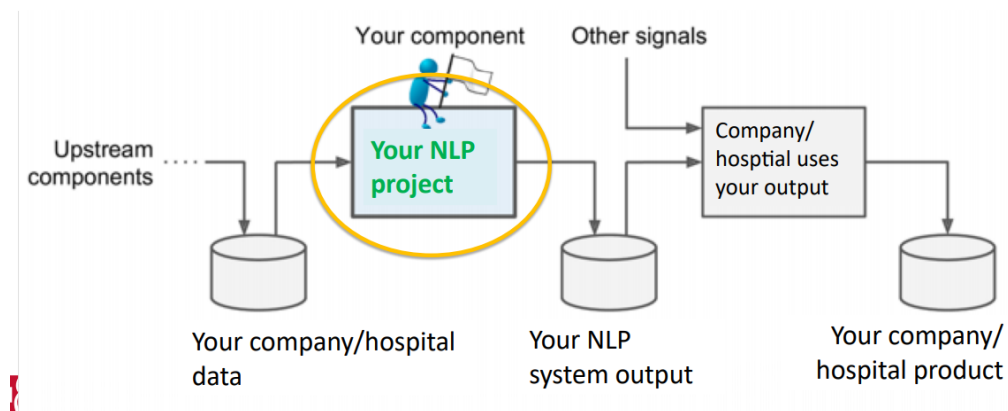 Your component
Other signals
Upstream
components
Your NLP
project
Company/
hosptial uses
your output
Your company/hospital
data
Your NLP
system output
Your company/
hospital product